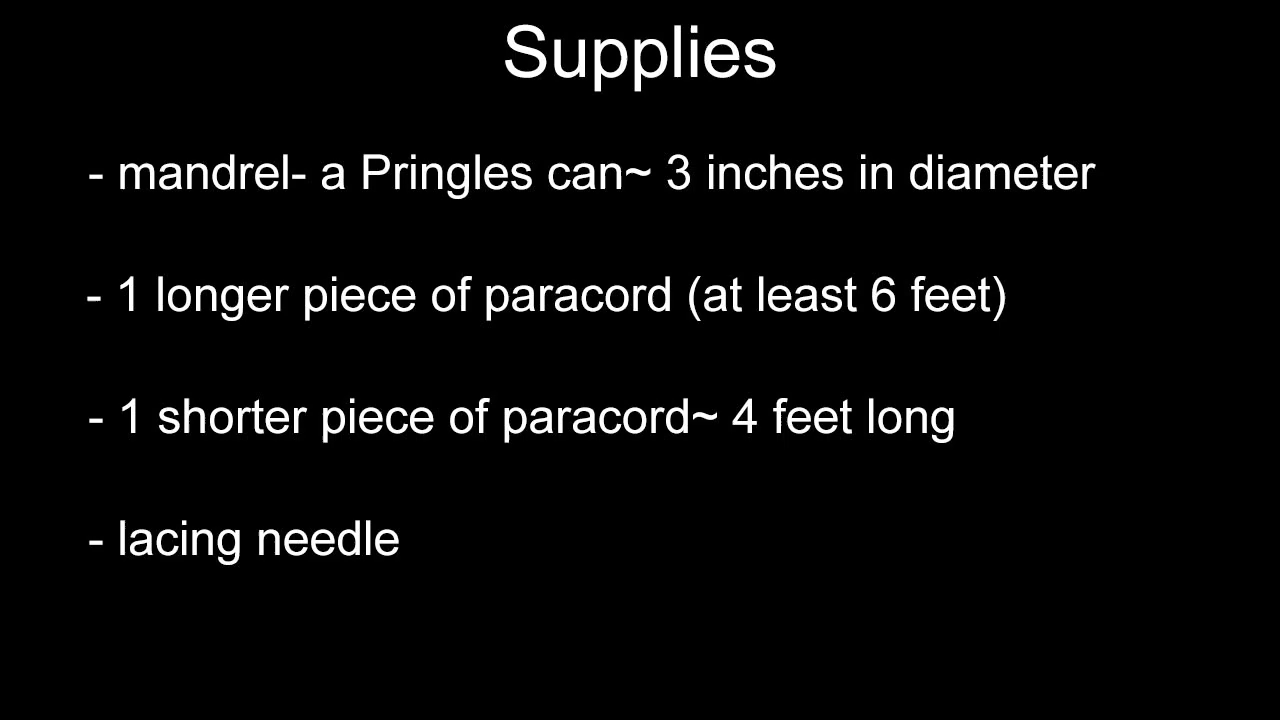 Supplies
- mandrel- a Pringles can~ 3 inches in diameter
- 1 longer piece of paracord (at least 6 feet)
- 1 shorter piece of paracord~ 4 feet long
- lacing needle